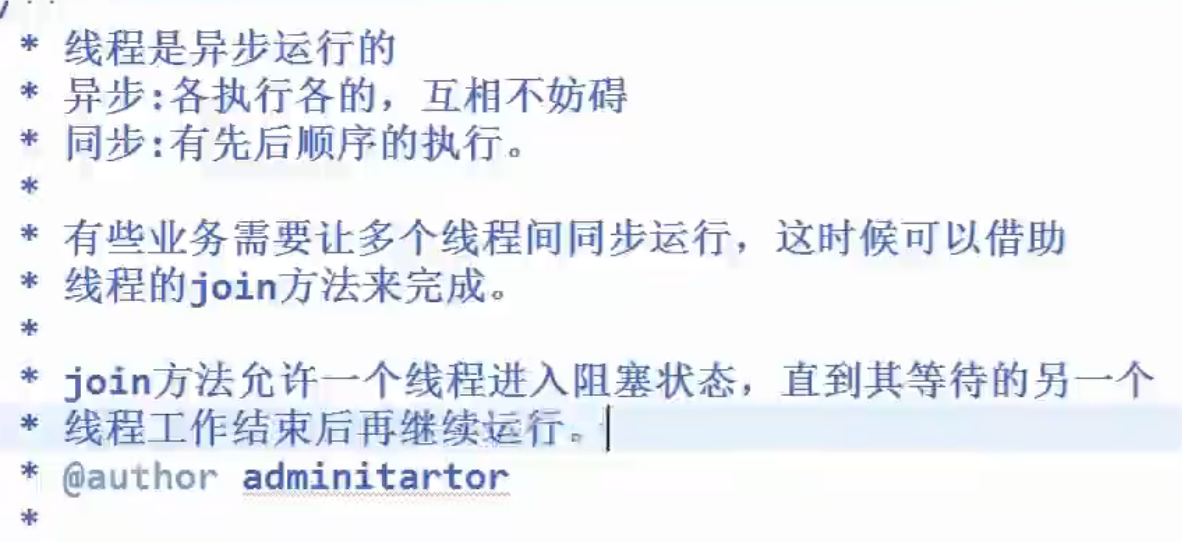 * 线程是异步运行的
* 异步:各执行各的，互相不妨碍
* 同步:有先后顺序的执行。
*
* 有些业务需要让多个线程间同步运行，这时候可以借助
* 线程的join方法来完成。
*
* join方法允许一个线程进入阻塞状态，直到其等待的另一个
* 线程工作结束后再继续运行。
* @author adminitartor
*